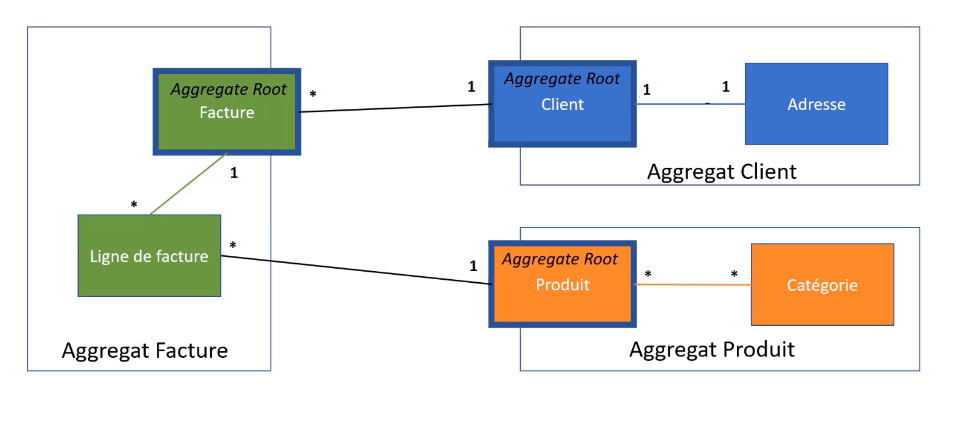 Aggregate Root
Facture
*
1
Aggregate Root
Client
1
1
Adresse
Aggregat Client
1
*
Ligne de facture
*
1
Aggregate Root
Produit
*
*
Catégorie
Aggregat Facture
Aggregat Produit